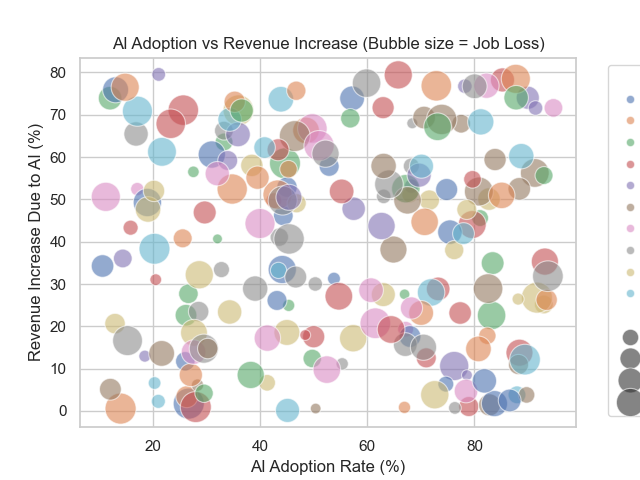 AI Adoption vs Revenue Increase (Bubble size = Job Loss)
80
70
60
50
40
30
20
10
0
Revenue Increase Due to AI (%)
20 40 60 80
AI Adoption Rate (%)